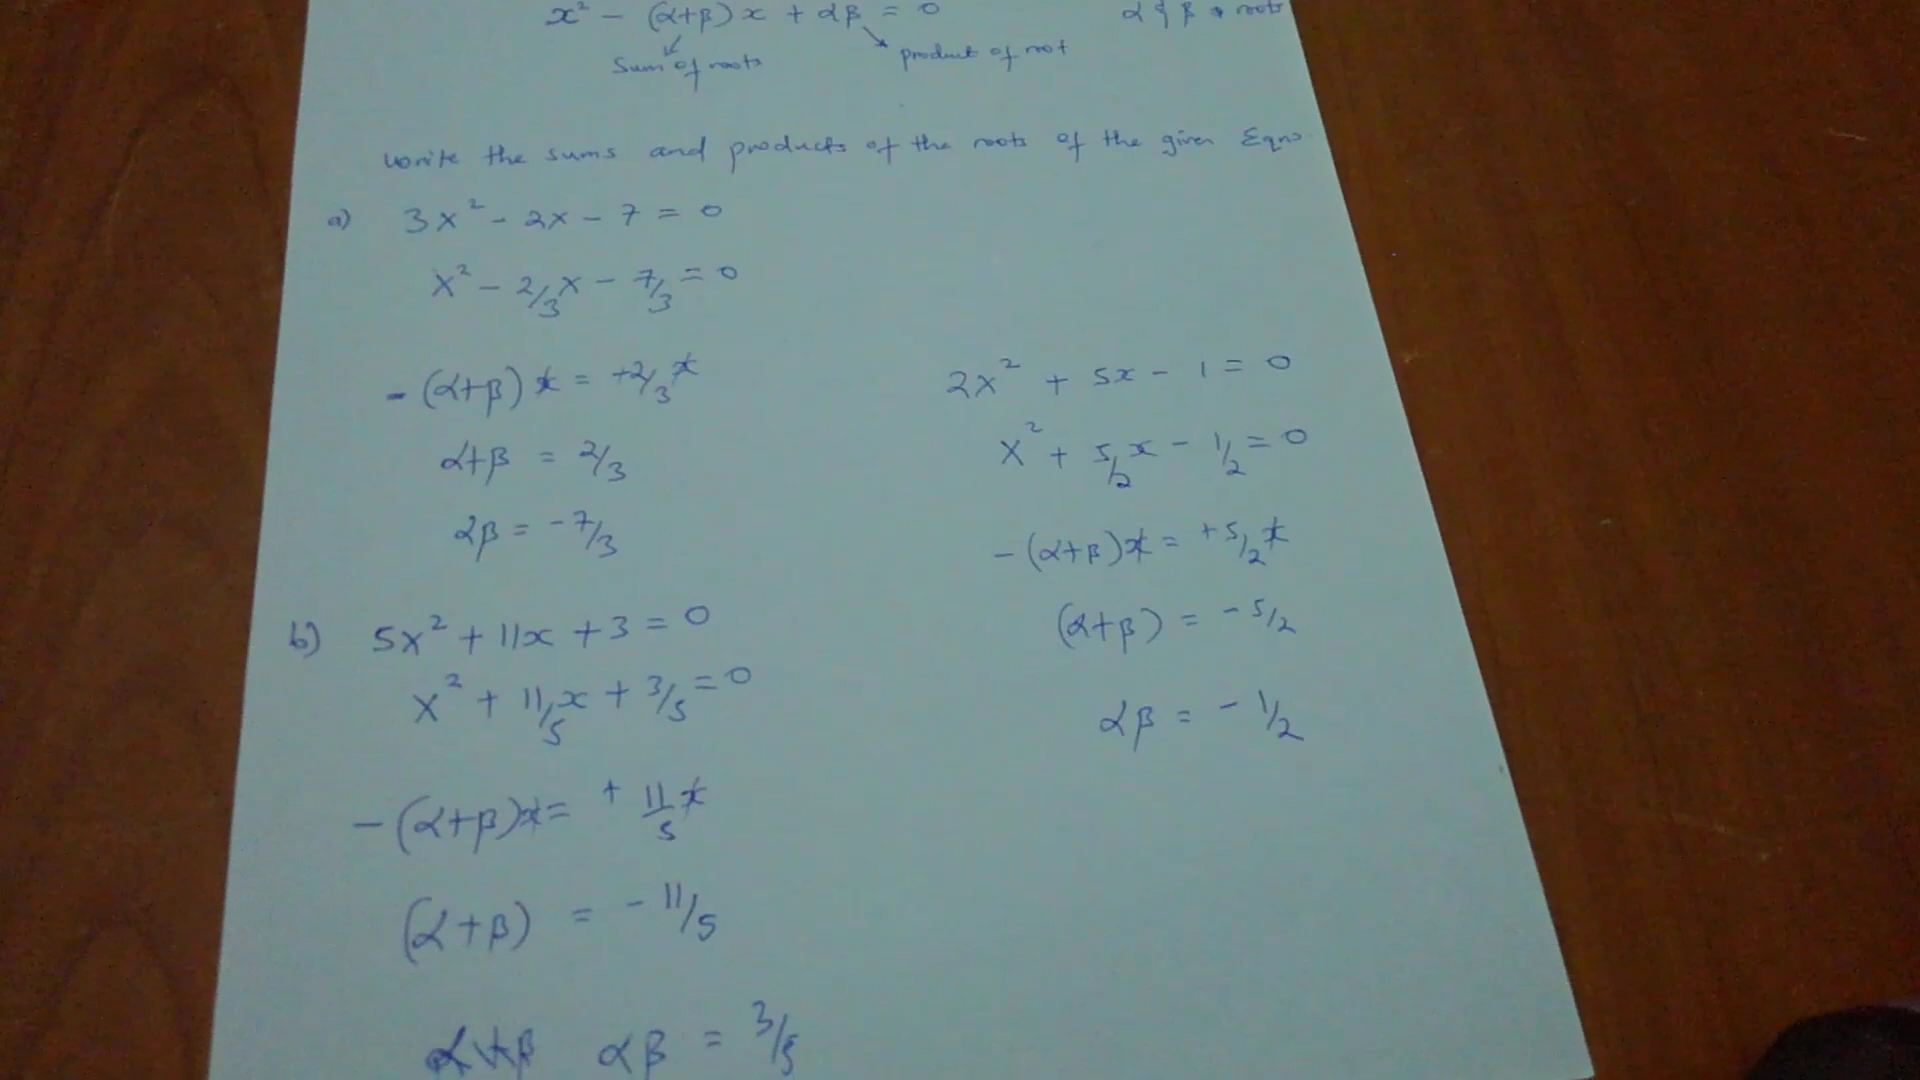 x² - (α+β)x + αβ = 0 α & β → roots
Sum of roots product of root
Write the sums and products of the roots of the given Eqns.
a) 3x² - 2x - 7 = 0
x² - 2/3x - 7/3 = 0
-(α+β)x = +2/3x
α+β = 2/3
αβ = -7/3
b) 5x² + 11x + 3 = 0
x² + 11/5x + 3/5 = 0
-(α+β)x = + 11/5 x
(α+β) = - 11/5
αβ = 3/5
2x² + 5x - 1 = 0
x² + 5/2x - 1/2 = 0
-(α+β)x = +5/2x
(α+β) = - 5/2
αβ = - 1/2